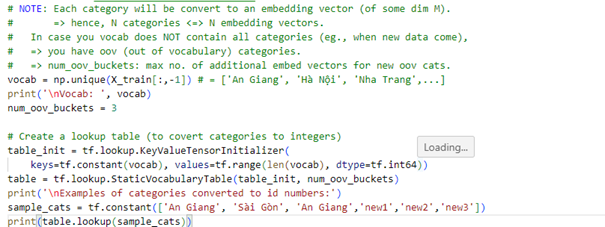 # NOTE: Each category will be convert to an embedding vector (of some dim M).
#       => hence, N categories <=> N embedding vectors.
#   In case you vocab does NOT contain all categories (eg., when new data come),
#   => you have oov (out of vocabulary) categories.
#   => num_oov_buckets: max no. of additional embed vectors for new oov cats.
vocab = np.unique(X_train[:,-1]) # = ['An Giang', 'Hà Nội', 'Nha Trang',...]
print('\nVocab: ', vocab)
num_oov_buckets = 3

# Create a lookup table (to covert categories to integers)
table_init = tf.lookup.KeyValueTensorInitializer(
Loading...
    keys=tf.constant(vocab), values=tf.range(len(vocab), dtype=tf.int64))
table = tf.lookup.StaticVocabularyTable(table_init, num_oov_buckets)
print('\nExamples of categories converted to id numbers:')
sample_cats = tf.constant(['An Giang', 'Sài Gòn', 'An Giang','new1','new2','new3'])
print(table.lookup(sample_cats))